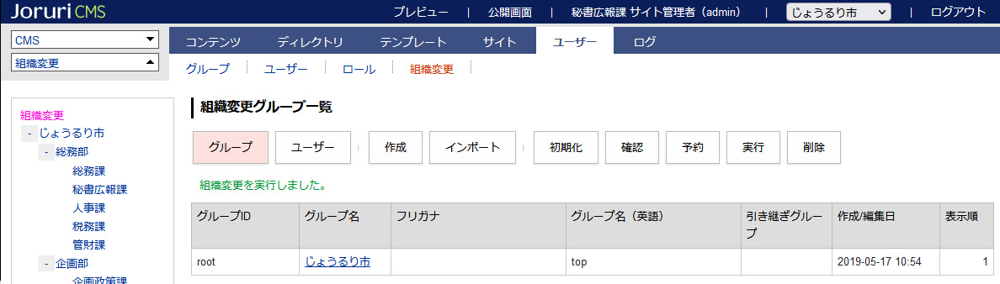 Joruri CMS
プレビュー | 公開画面 | 秘書広報課 サイト管理者（admin） | じょうるり市 | ログアウト
CMS
組織変更
コンテンツ ディレクトリ テンプレート サイト ユーザー ログ
グループ ユーザー ロール 組織変更
組織変更
- じょうるり市
- 総務部
総務課
秘書広報課
人事課
税務課
管財課
- 企画部
企画政策課
組織変更グループ一覧
グループ ユーザー 作成 インポート 初期化 確認 予約 実行 削除
組織変更を実行しました。
グループID グループ名 フリガナ グループ名（英語） 引き継ぎグループ 作成/編集日 表示順
root じょうるり市 top 2019-05-17 10:54 1